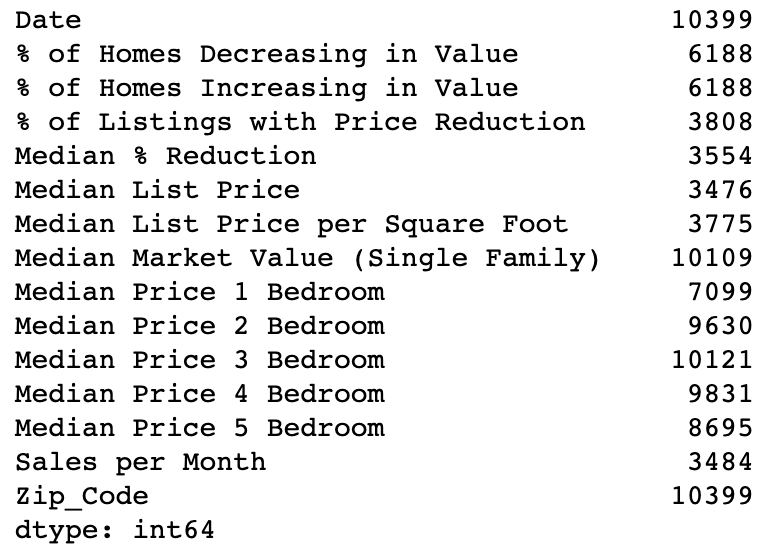 Date 10399
% of Homes Decreasing in Value 6188
% of Homes Increasing in Value 6188
% of Listings with Price Reduction 3808
Median % Reduction 3554
Median List Price 3476
Median List Price per Square Foot 3775
Median Market Value (Single Family) 10109
Median Price 1 Bedroom 7099
Median Price 2 Bedroom 9630
Median Price 3 Bedroom 10121
Median Price 4 Bedroom 9831
Median Price 5 Bedroom 8695
Sales per Month 3484
Zip_Code 10399
dtype: int64